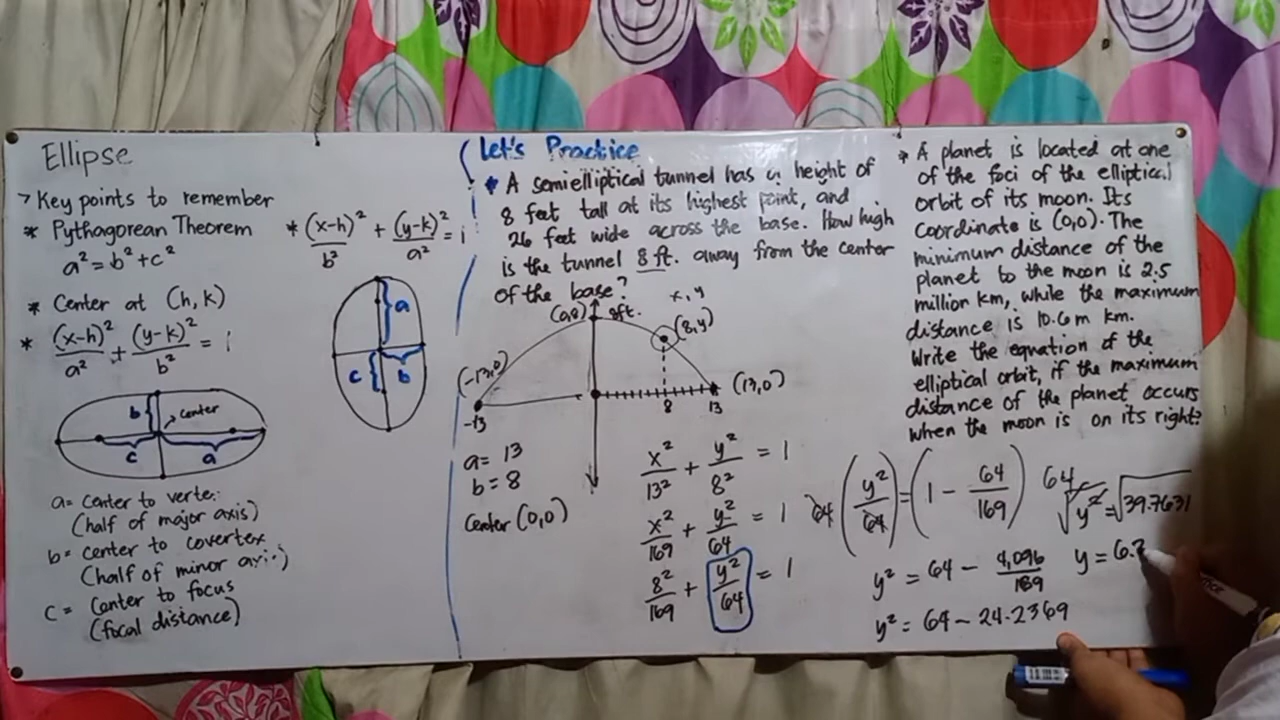 Ellipse
> Key points to remember
* Pythagorean Theorem
a² = b² + c²
* Center at (h, k)
* (x-h)²/a² + (y-k)²/b² = 1
b
center
c
a
a = center to vertex
(half of major axis)
b = center to covertex
(half of minor axis)
c = center to focus
(focal distance)
* (x-h)²/b² + (y-k)²/a² = 1
a
c
b
Let's Practice
* A semielliptical tunnel has a height of
8 feet tall at its highest point, and
26 feet wide across the base. How high
is the tunnel 8 ft. away from the center
of the base?
x, y
(0,8)
8ft.
(8,y)
(-13,0)
(13,0)
-13
8
13
a = 13
b = 8
Center (0,0)
x²/13² + y²/8² = 1
x²/169 + y²/64 = 1
8²/169 + y²/64 = 1
* A planet is located at one
of the foci of the elliptical
orbit of its moon. Its
coordinate is (0,0). The
minimum distance of the
planet to the moon is 2.5
million km, while the maximum
distance is 10.6 m km.
Write the equation of the
elliptical orbit, if the maximum
distance of the planet occurs
when the moon is on its right?
64 (y²/64) = (1 - 64/169) 64
y² = 64 - 4,096/169
y² = 64 - 24.2369
√y² = √39.7631
y = 6.3